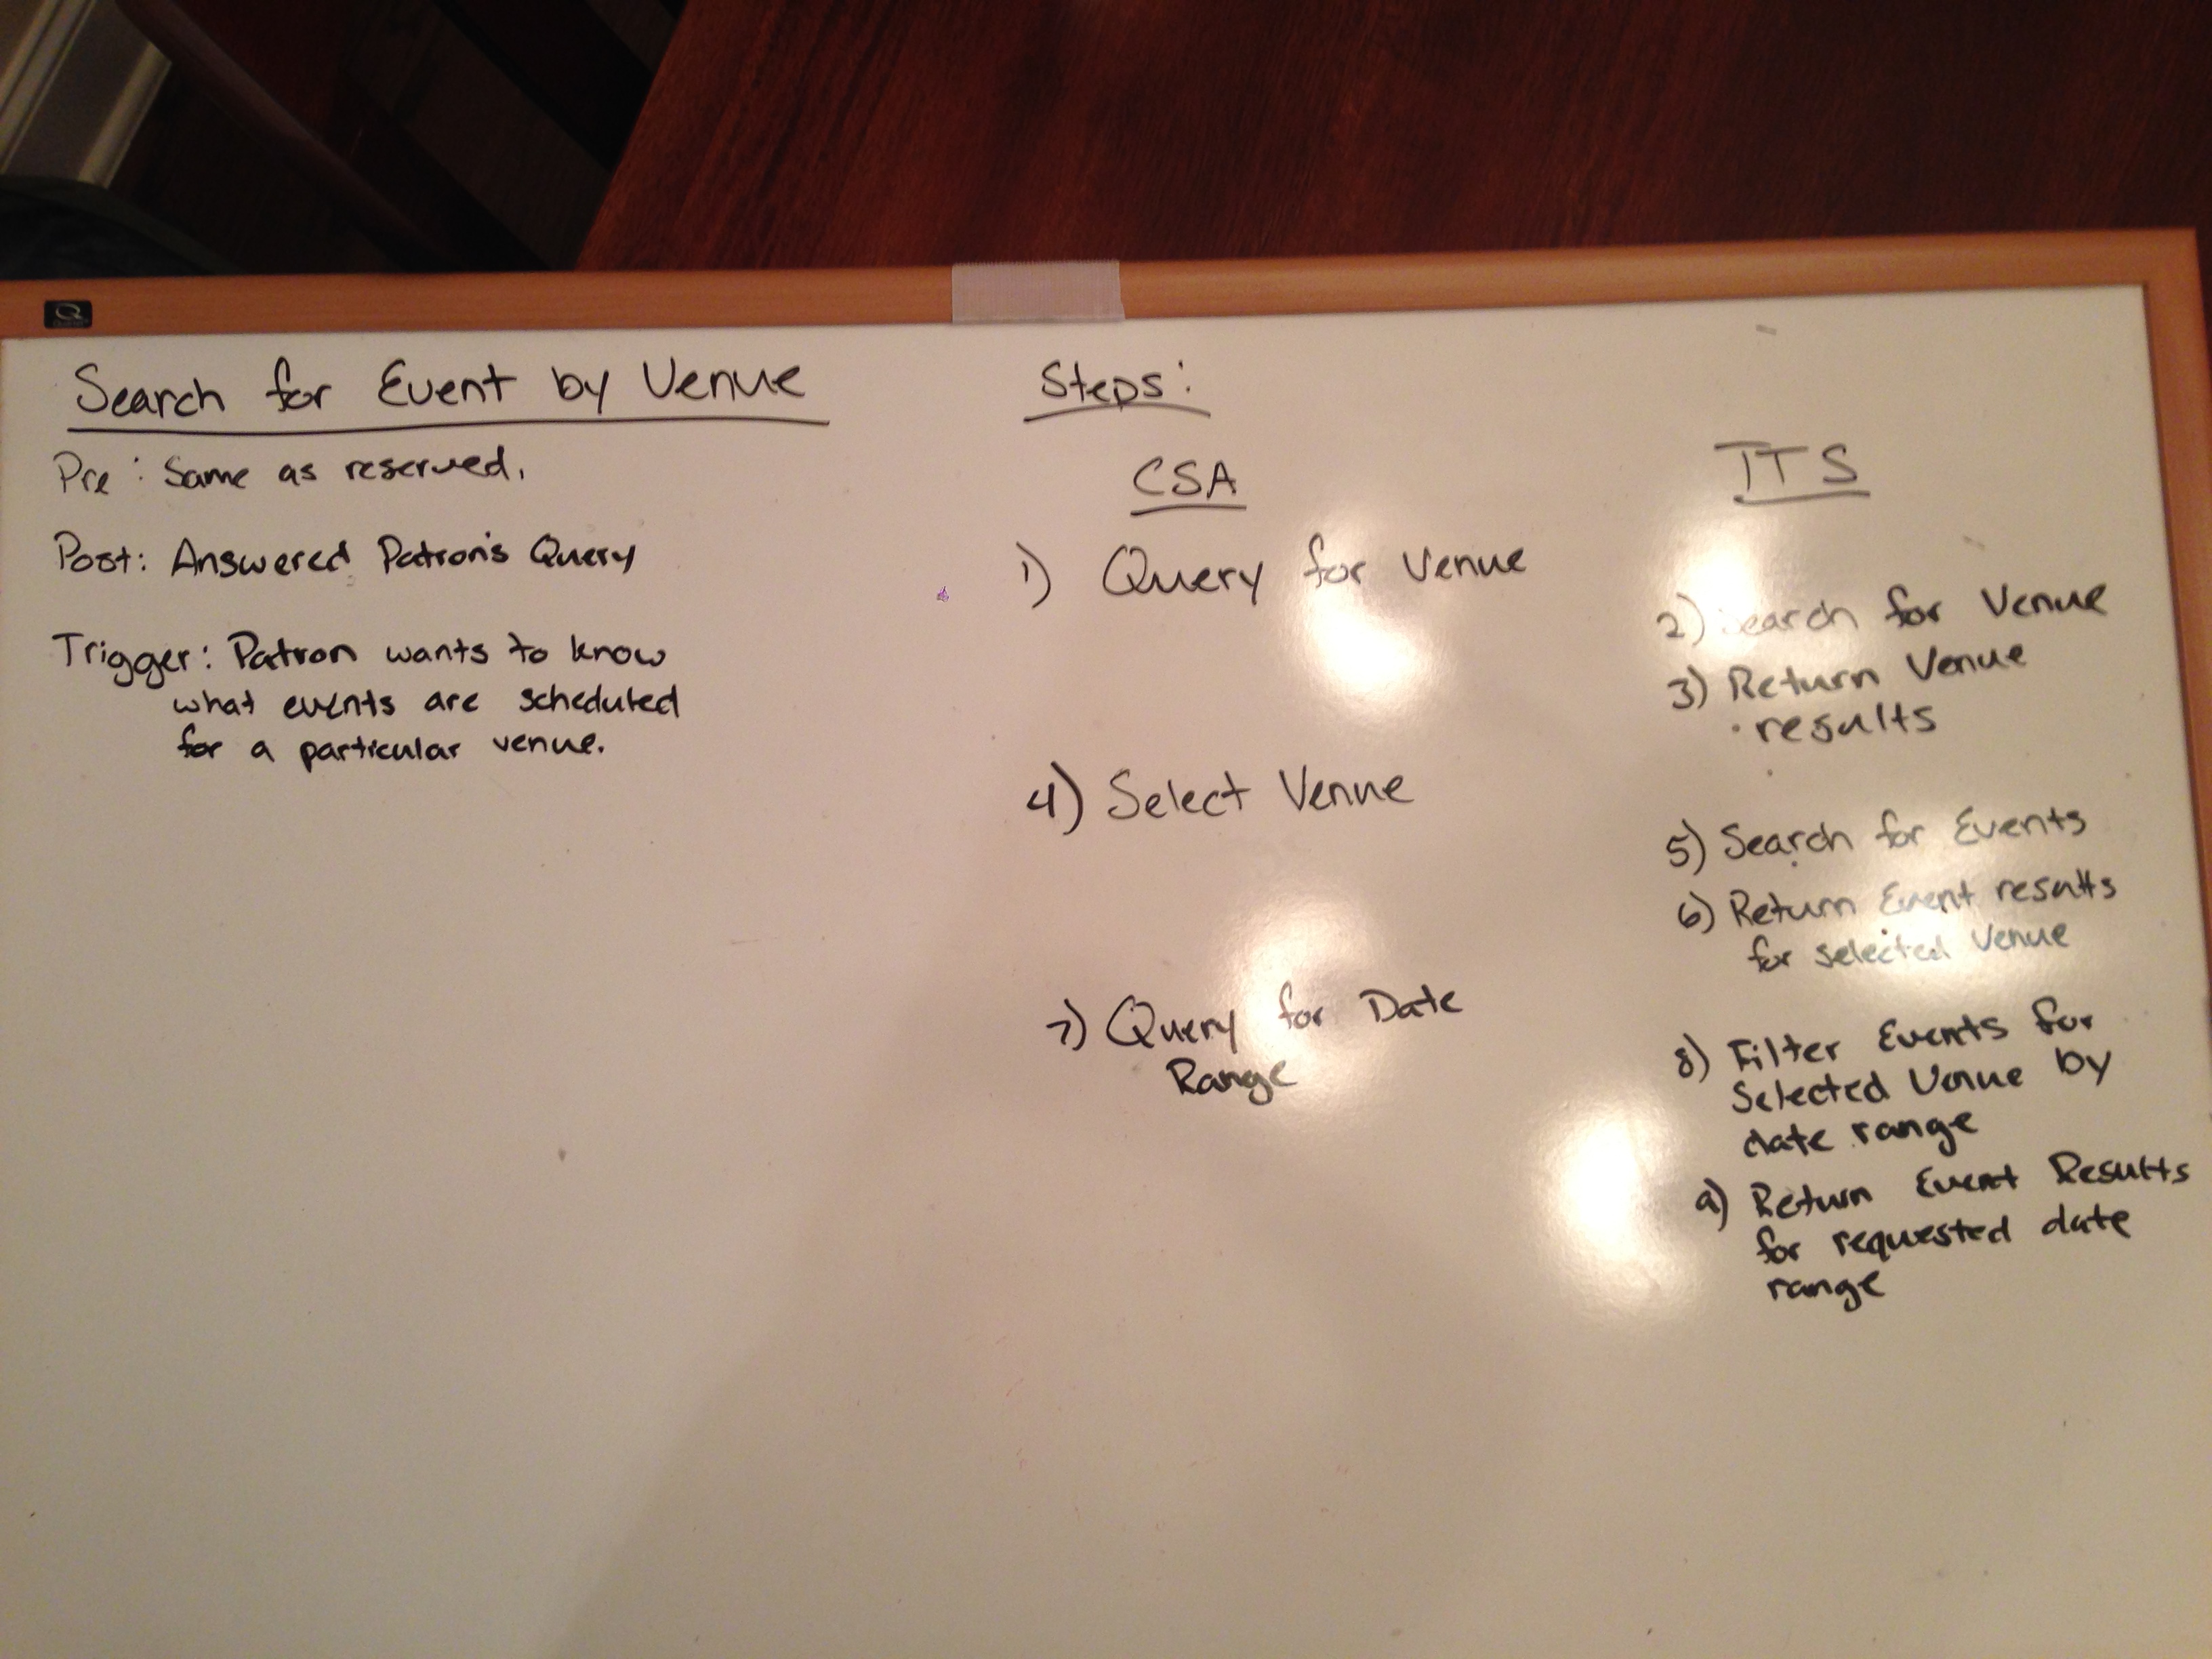 Search for Event by Venue
Pre: Same as reserved.
Post: Answered Patron's Query
Trigger: Patron wants to know
what events are scheduled
for a particular venue.
Steps:
CSA
1) Query for Venue
4) Select Venue
7) Query for Date
Range
TTS
2) Search for Venue
3) Return Venue
results
5) Search for Events
6) Return Event results
for selected Venue
8) Filter Events for
Selected Venue by
date range
9) Return Event Results
for requested date
range